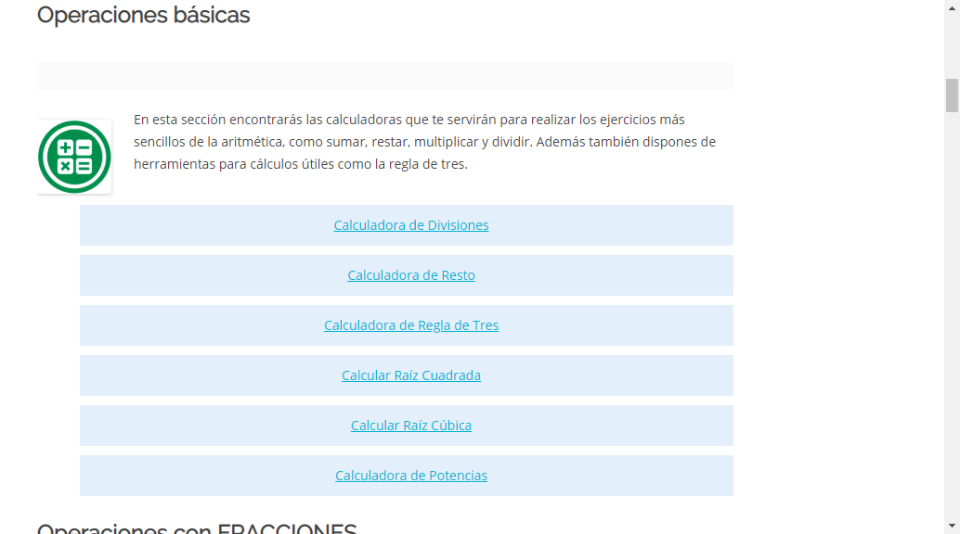 Operaciones básicas
En esta sección encontrarás las calculadoras que te servirán para realizar los ejercicios más
sencillos de la aritmética, como sumar, restar, multiplicar y dividir. Además también dispones de
herramientas para cálculos útiles como la regla de tres.
Calculadora de Divisiones
Calculadora de Resto
Calculadora de Regla de Tres
Calcular Raíz Cuadrada
Calcular Raíz Cúbica
Calculadora de Potencias
Operaciones con FRACCIONES